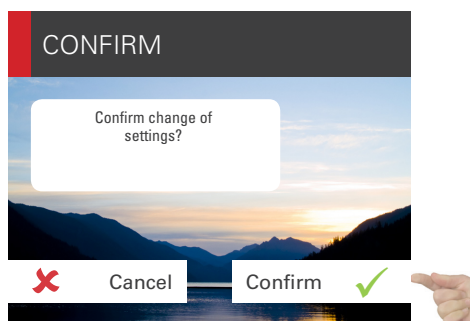 CONFIRM
Confirm change of
settings?
Cancel
Confirm